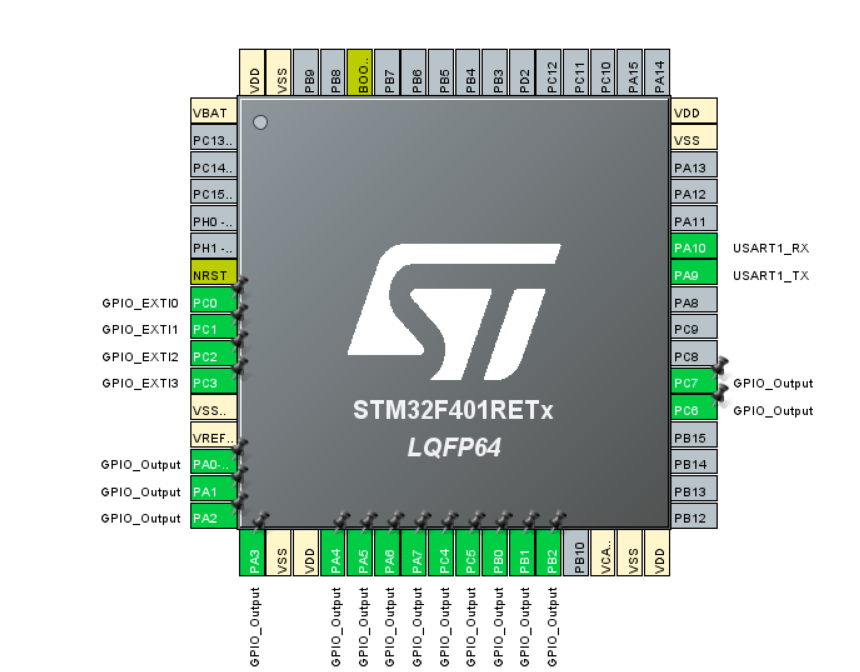 VDD
VSS
PB9
PB8
BOO..
PB7
PB6
PB5
PB4
PB3
PD2
PC12
PC11
PC10
PA15
PA14
VBAT
PC13..
PC14..
PC15..
PH0 -..
PH1 -..
NRST
GPIO_EXTI0 PC0
GPIO_EXTI1 PC1
GPIO_EXTI2 PC2
GPIO_EXTI3 PC3
VSS..
VREF..
GPIO_Output PA0-..
GPIO_Output PA1
GPIO_Output PA2
ST
STM32F401RETx
LQFP64
VDD
VSS
PA13
PA12
PA11
PA10 USART1_RX
PA9 USART1_TX
PA8
PC9
PC8
PC7 GPIO_Output
PC6 GPIO_Output
PB15
PB14
PB13
PB12
PA3 GPIO_Output
VSS
VDD
PA4 GPIO_Output
PA5 GPIO_Output
PA6 GPIO_Output
PA7 GPIO_Output
PC4 GPIO_Output
PC5 GPIO_Output
PB0 GPIO_Output
PB1 GPIO_Output
PB2 GPIO_Output
PB10
VCA..
VSS
VDD